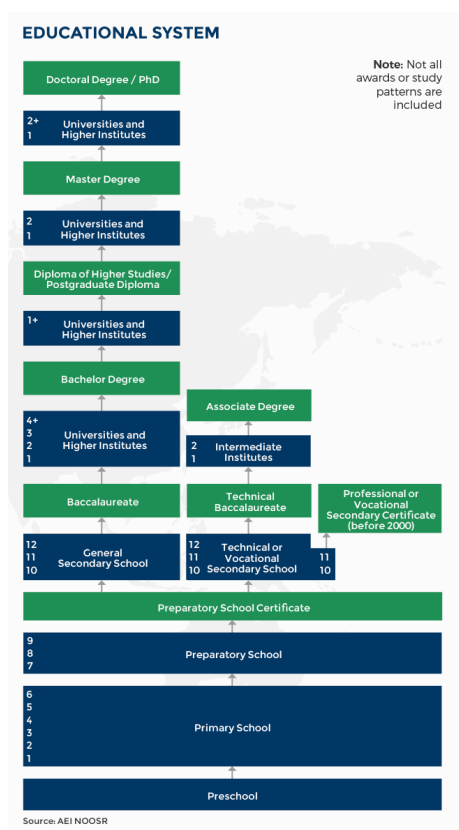 EDUCATIONAL SYSTEM
Note: Not all
awards or study
patterns are
included
Doctoral Degree / PhD
2+
1
Universities and
Higher Institutes
Master Degree
2
1
Universities and
Higher Institutes
Diploma of Higher Studies/
Postgraduate Diploma
1+
Universities and
Higher Institutes
Bachelor Degree
4+
3
2
1
Universities and
Higher Institutes
Associate Degree
2
1
Intermediate
Institutes
Baccalaureate
Technical
Baccalaureate
Professional or
Vocational
Secondary Certificate
(before 2000)
12
11
10
General
Secondary School
12
11
10
Technical or
Vocational
Secondary School
11
10
Preparatory School Certificate
9
8
7
Preparatory School
6
5
4
3
2
1
Primary School
Preschool
Source: AEI NOOSR